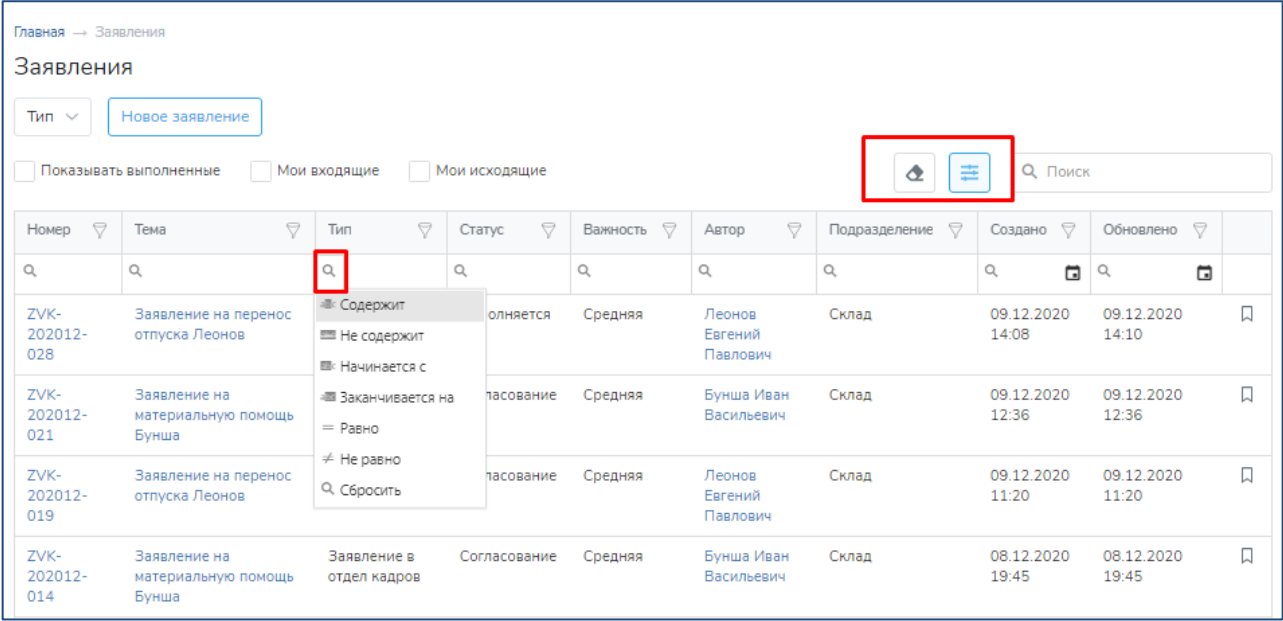 Главная → Заявления
Заявления
Тип
Новое заявление
Показывать выполненные
Мои входящие
Мои исходящие
Поиск
Номер
Тема
Тип
Статус
Важность
Автор
Подразделение
Создано
Обновлено
Содержит
Не содержит
Начинается с
Заканчивается на
= Равно
≠ Не равно
Сбросить
ZVK-
202012-
028
Заявление на перенос
отпуска Леонов
олняется
Средняя
Леонов
Евгений
Павлович
Склад
09.12.2020
14:08
09.12.2020
14:10
ZVK-
202012-
021
Заявление на
материальную помощь
Бунша
ласование
Средняя
Бунша Иван
Васильевич
Склад
09.12.2020
12:36
09.12.2020
12:36
ZVK-
202012-
019
Заявление на перенос
отпуска Леонов
ласование
Средняя
Леонов
Евгений
Павлович
Склад
09.12.2020
11:20
09.12.2020
11:20
ZVK-
202012-
014
Заявление на
материальную помощь
Бунша
Заявление в
отдел кадров
Согласование
Средняя
Бунша Иван
Васильевич
Склад
08.12.2020
19:45
08.12.2020
19:45